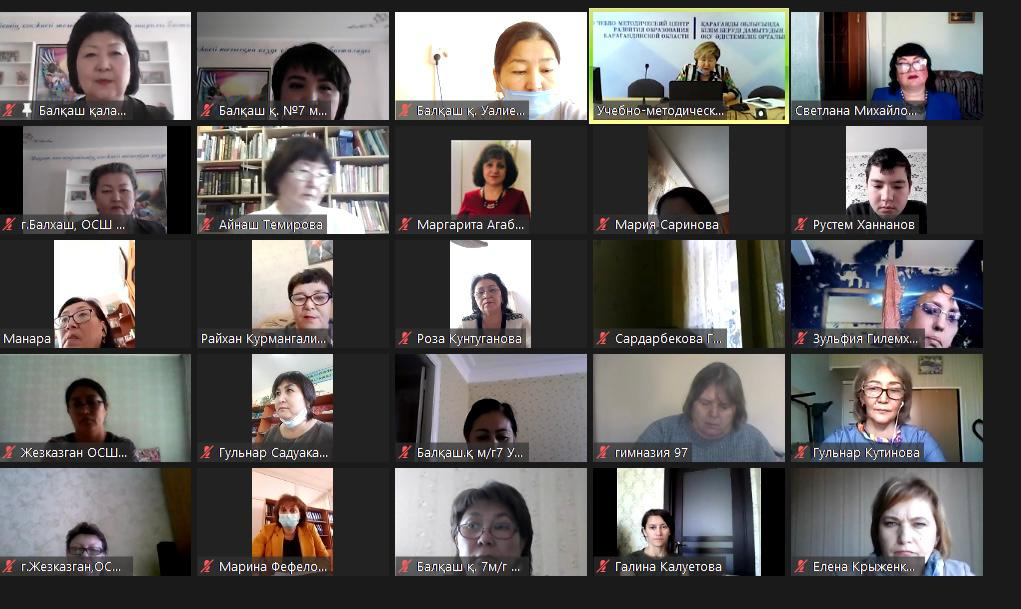 УЧЕБНО-МЕТОДИЧЕСКИЙ ЦЕНТР
РАЗВИТИЯ ОБРАЗОВАНИЯ
КАРАГАНДИНСКОЙ ОБЛАСТИ
ҚАРАҒАНДЫ ОБЛЫСЫНДА
БІЛІМ БЕРУДІ ДАМЫТУДЫҢ
ОҚУ-ӘДІСТЕМЕЛІК ОРТАЛЫҒЫ
Балқаш қала...
Балқаш қ. №7 м...
Балқаш қ. Уалие...
Учебно-методическ...
Светлана Михайло...
г.Балхаш, ОСШ ...
Айнаш Темирова
Маргарита Агаб...
Мария Саринова
Рустем Ханнанов
Манара
Райхан Курмангали...
Роза Кунтуганова
Сардарбекова Г...
Зульфия Гилемх...
Жезказган ОСШ...
Гульнар Садуака...
Балқаш.қ м/г7 У...
гимназия 97
Гульнар Кутинова
г.Жезказган,ОС...
Марина Фефело...
Балқаш қ. 7м/г ...
Галина Калуетова
Елена Крыженк...